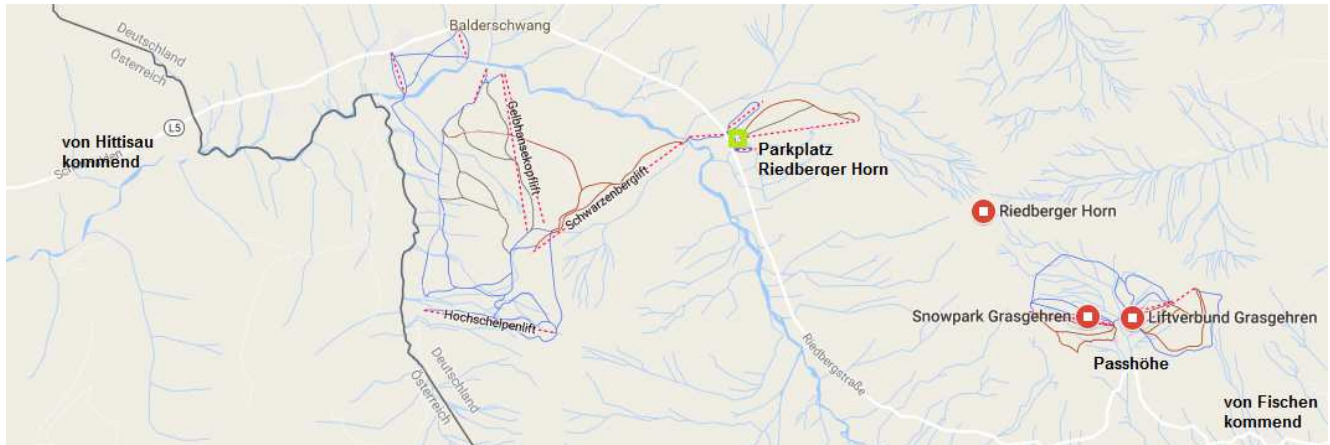 Balderschwang
Deutschland
Österreich
L5
von Hittisau
kommend
Gelbhansekopflift
Schwarzenberglift
Parkplatz
Riedberger Horn
Riedberger Horn
Hochschelpenlift
Snowpark Grasgehren
Liftverbund Grasgehren
Riedbergstraße
Passhöhe
Deutschland
Österreich
von Fischen
kommend